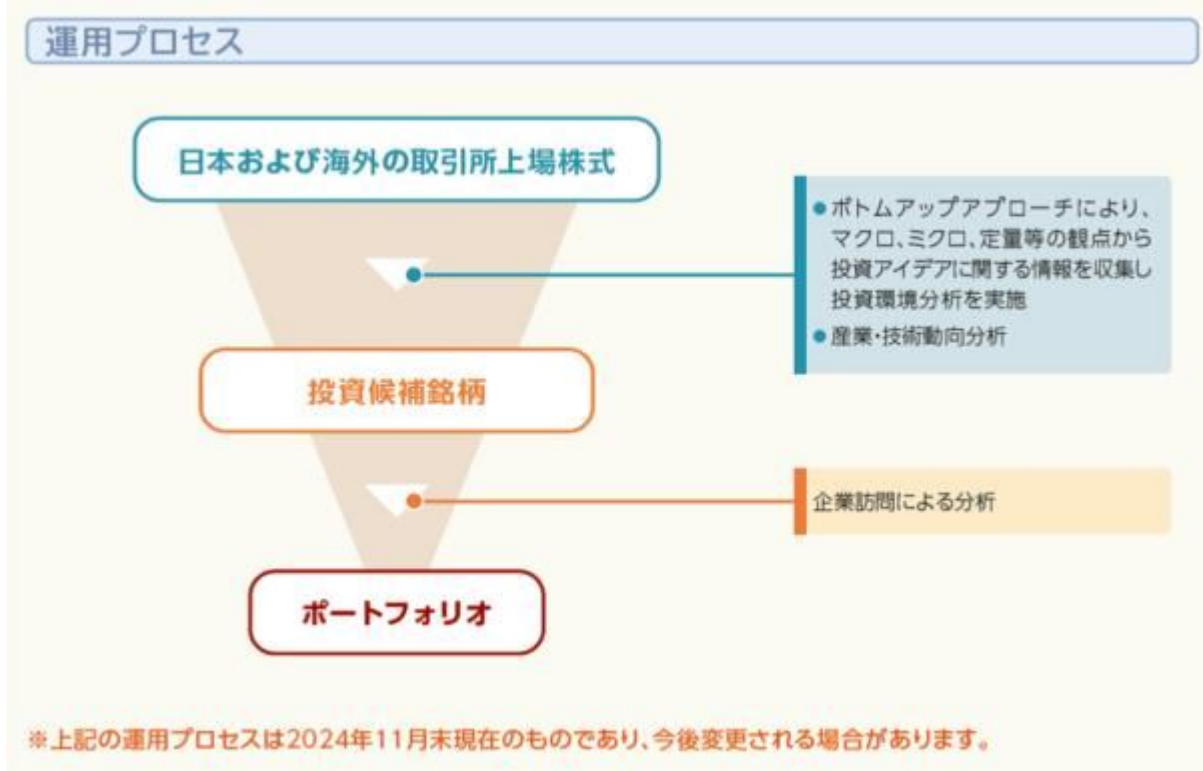 運用プロセス
日本および海外の取引所上場株式
●ボトムアップアプローチにより、
マクロ、ミクロ、定量等の観点から
投資アイデアに関する情報を収集し
投資環境分析を実施
●産業・技術動向分析
投資候補銘柄
企業訪問による分析
ポートフォリオ
※上記の運用プロセスは2024年11月末現在のものであり、今後変更される場合があります。